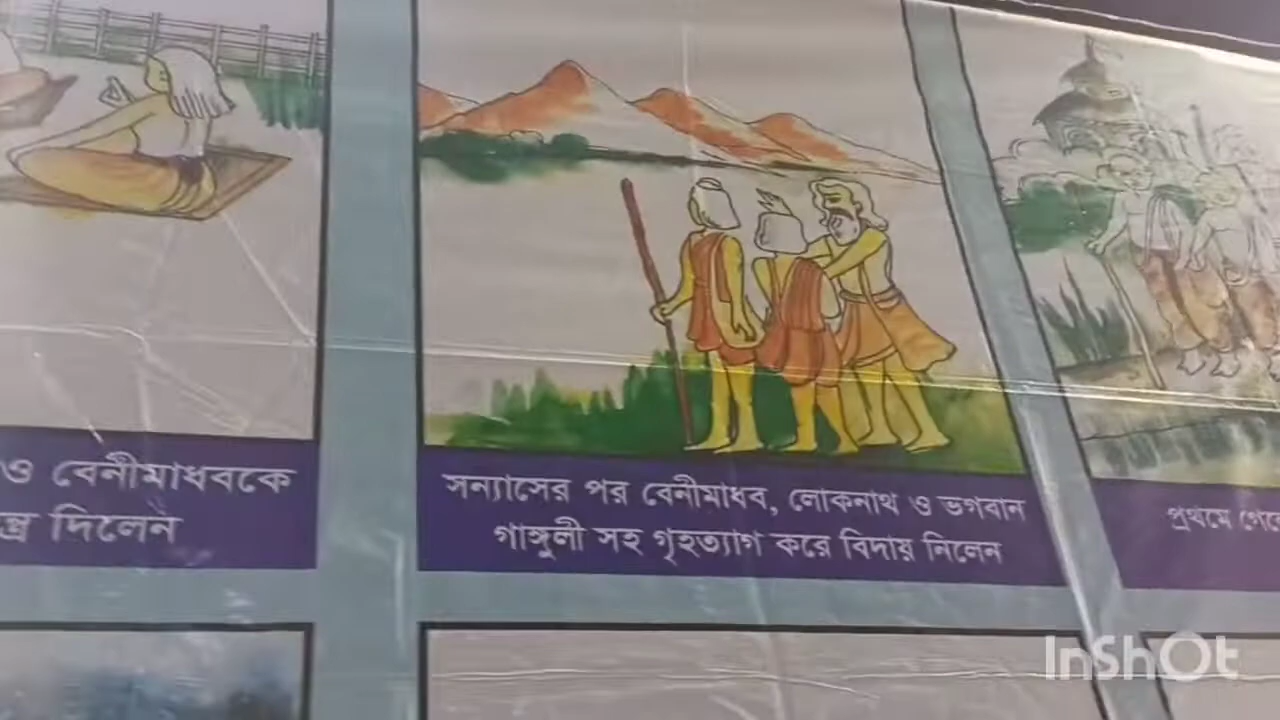 ও বেনীমাধবকে
দিলেন
সন্যাসের পর বেনীমাধব, লোকনাথ ও ভগবান
গাঙ্গুলী সহ গৃহত্যাগ করে বিদায় নিলেন
প্রথমে
InShOt